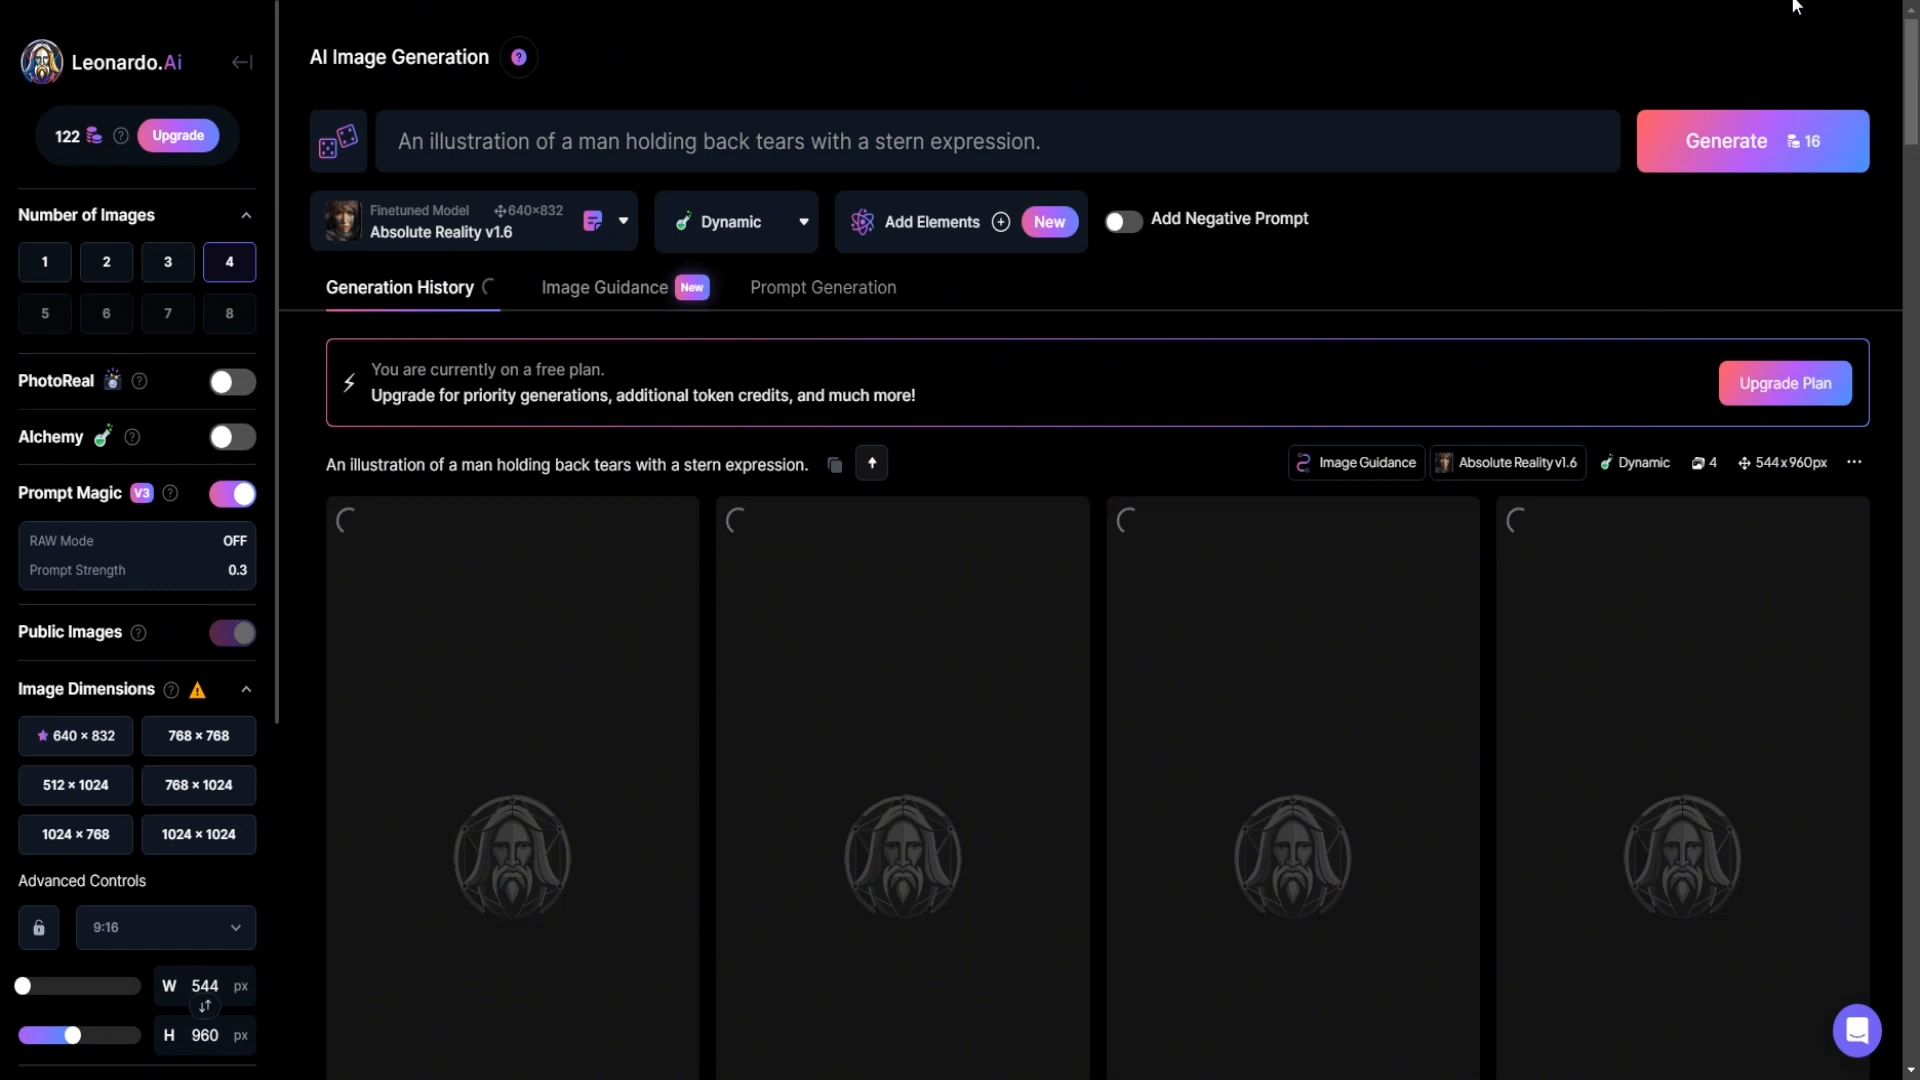 Leonardo.Ai
122 Upgrade
Number of Images
1 2 3 4
5 6 7 8
PhotoReal
Alchemy
Prompt Magic V3
RAW Mode OFF
Prompt Strength 0.3
Public Images
Image Dimensions
640 × 832 768 × 768
512 × 1024 768 × 1024
1024 × 768 1024 × 1024
Advanced Controls
9:16
W 544 px
H 960 px
AI Image Generation ?
An illustration of a man holding back tears with a stern expression.
Generate 16
Finetuned Model 640×832
Absolute Reality v1.6
Dynamic
Add Elements New
Add Negative Prompt
Generation History Image Guidance New Prompt Generation
You are currently on a free plan.
Upgrade for priority generations, additional token credits, and much more!
Upgrade Plan
An illustration of a man holding back tears with a stern expression.
Image Guidance Absolute Reality v1.6 Dynamic 4 544x960px ···